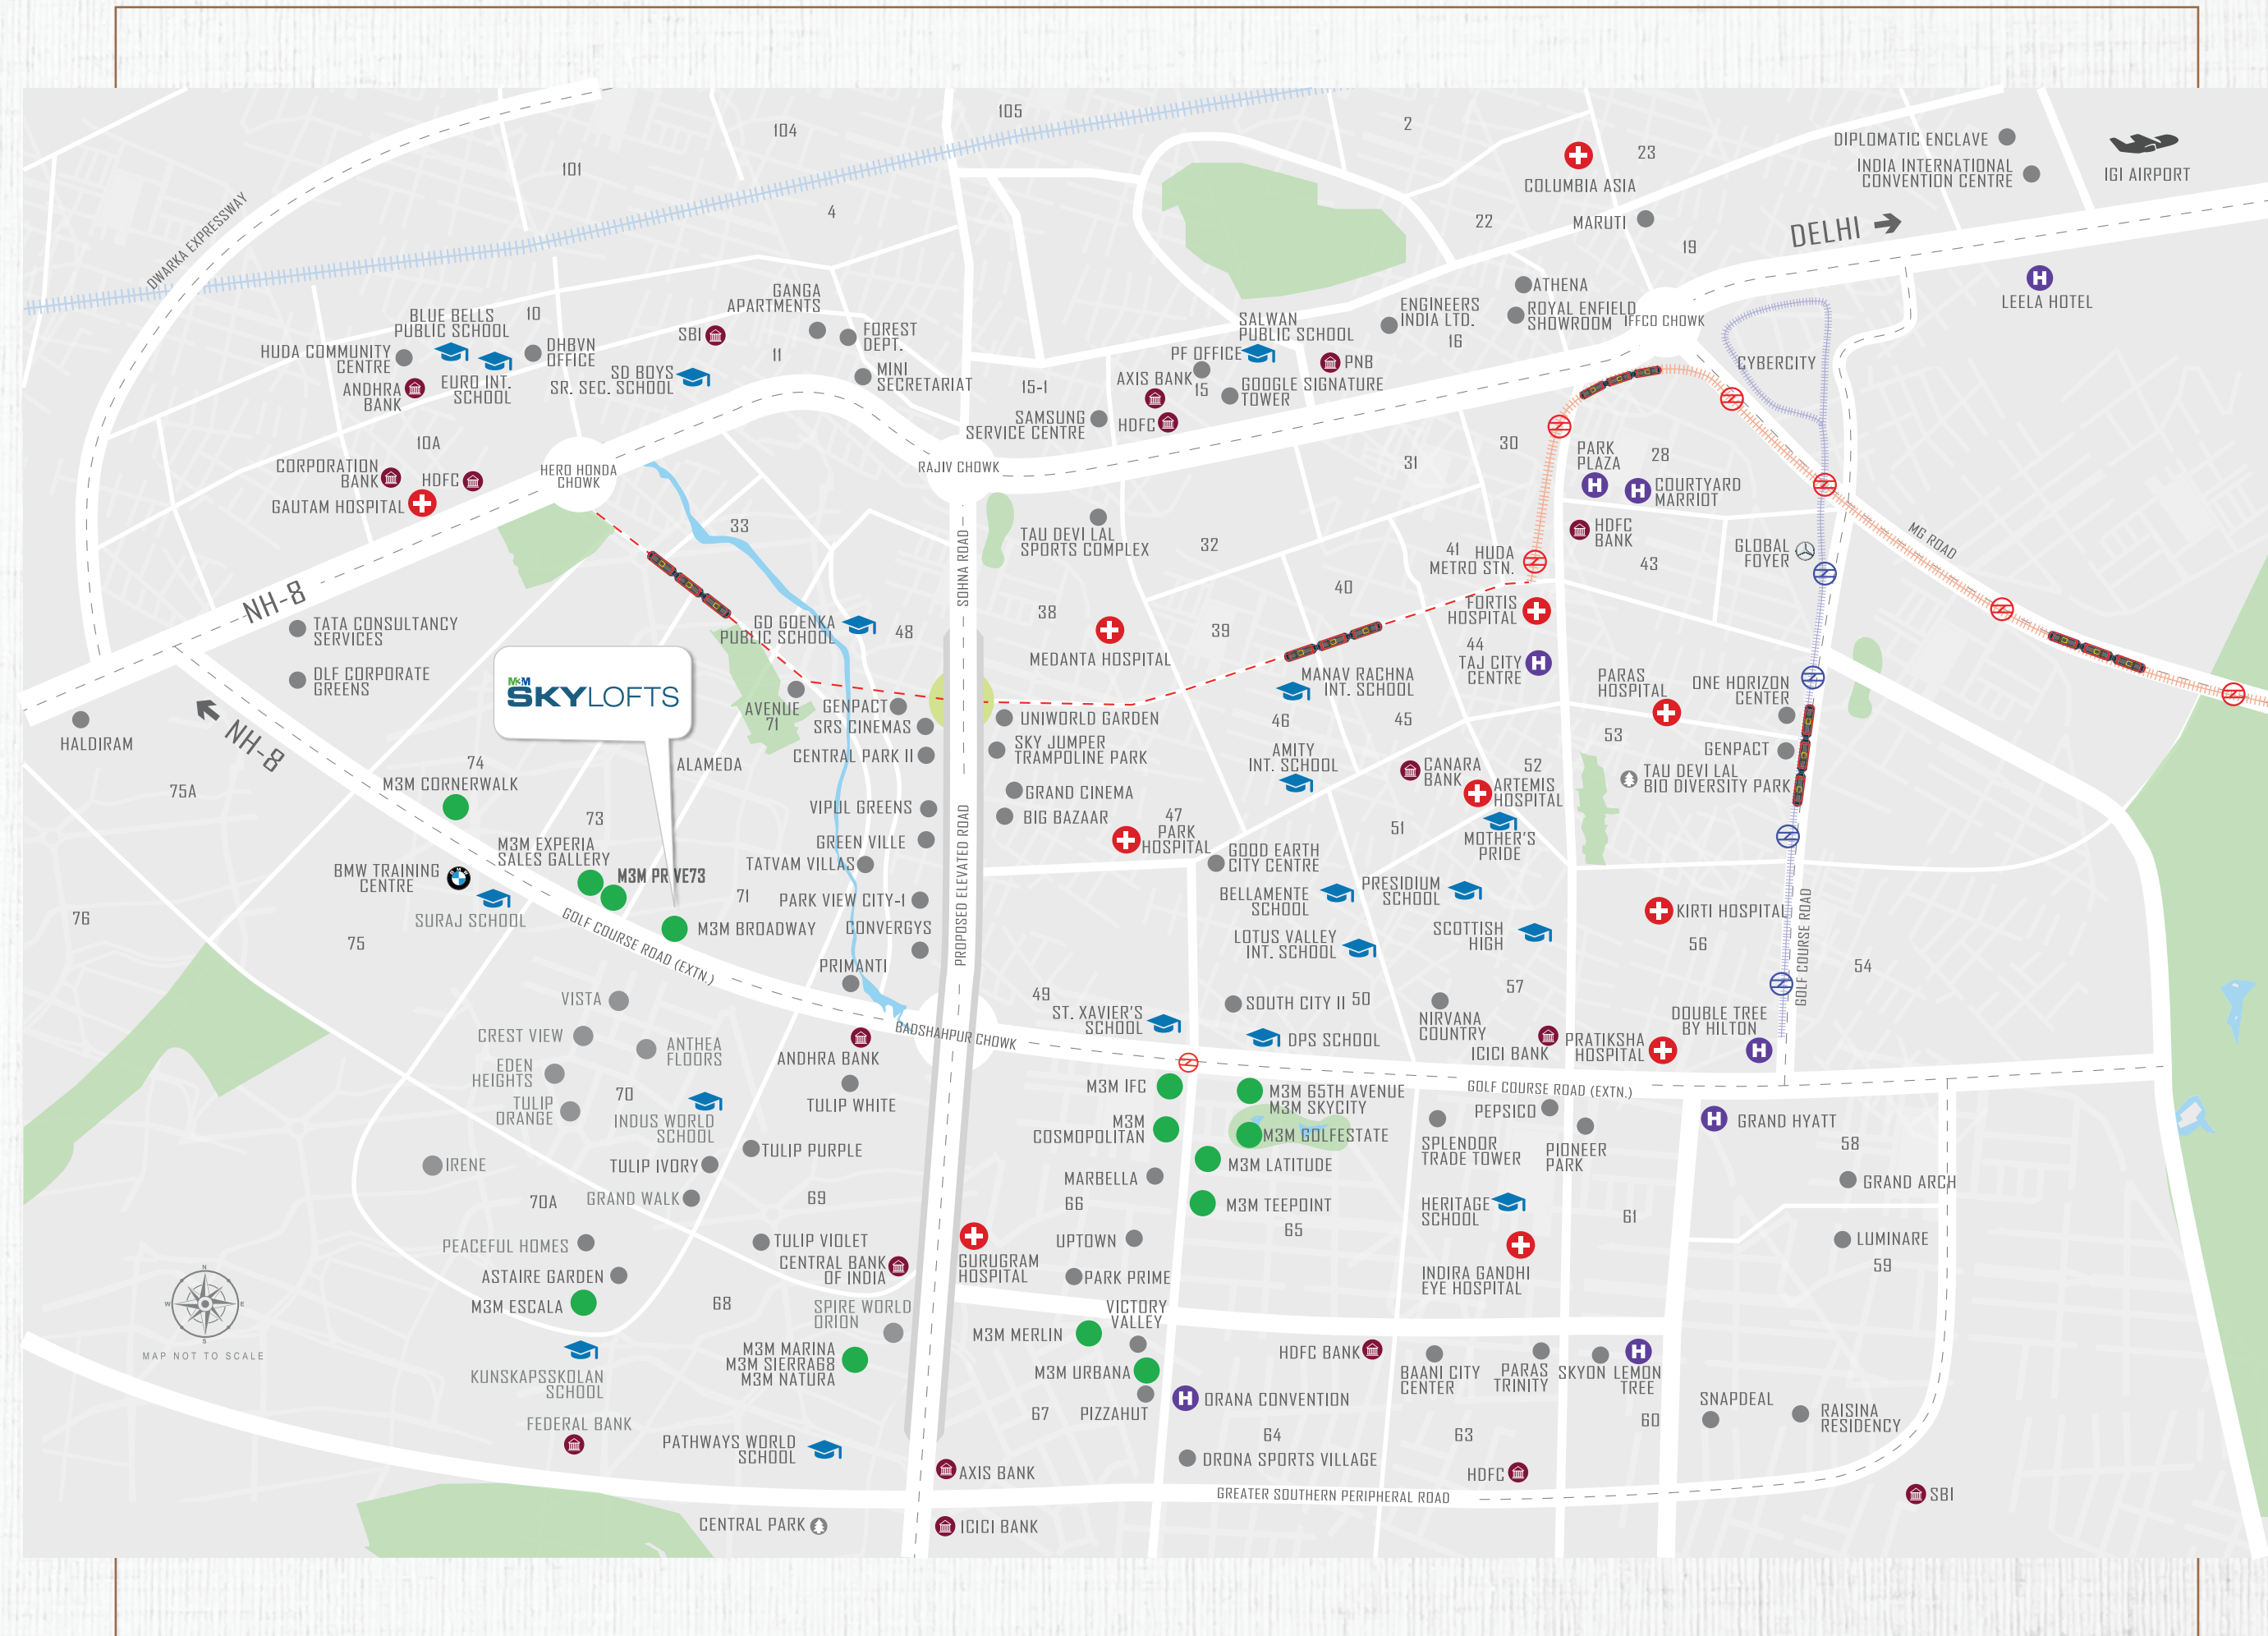 105
104
2
101
23
COLUMBIA ASIA
DIPLOMATIC ENCLAVE
INDIA INTERNATIONAL
CONVENTION CENTRE
IGI AIRPORT
DWARKA EXPRESSWAY
4
22
MARUTI
19
DELHI
LEELA HOTEL
GANGA
APARTMENTS
ATHENA
ROYAL ENFIELD
SHOWROOM
IFFCO CHOWK
ENGINEERS
INDIA LTD.
16
BLUE BELLS
PUBLIC SCHOOL
10
SBI
FOREST
DEPT.
SALWAN
PUBLIC SCHOOL
HUDA COMMUNITY
CENTRE
DHBVN
OFFICE
11
PF OFFICE
PNB
CYBERCITY
ANDHRA
BANK
EURO INT.
SCHOOL
SD BOYS
SR. SEC. SCHOOL
MINI
SECRETARIAT
15-1
AXIS BANK
15
GOOGLE SIGNATURE
TOWER
SAMSUNG
SERVICE CENTRE
HDFC
10A
CORPORATION
BANK
HDFC
GAUTAM HOSPITAL
HERO HONDA
CHOWK
RAJIV CHOWK
31
30
PARK
PLAZA
28
COURTYARD
MARRIOT
33
TAU DEVI LAL
SPORTS COMPLEX
32
41
HUDA
METRO STN.
HDFC
BANK
43
GLOBAL
FOYER
MG ROAD
SOHNA ROAD
40
NH-8
TATA CONSULTANCY
SERVICES
GD GOENKA
PUBLIC SCHOOL
48
38
39
FORTIS
HOSPITAL
MEDANTA HOSPITAL
44
TAJ CITY
CENTRE
DLF CORPORATE
GREENS
M3M
SKYLOFTS
MANAV RACHNA
INT. SCHOOL
PARAS
HOSPITAL
ONE HORIZON
CENTER
HALDIRAM
NH-8
AVENUE
71
GENPACT
SRS CINEMAS
UNIWORLD GARDEN
46
45
53
GENPACT
74
M3M CORNERWALK
75A
ALAMEDA
CENTRAL PARK II
SKY JUMPER
TRAMPOLINE PARK
AMITY
INT. SCHOOL
CANARA
BANK
52
ARTEMIS
HOSPITAL
TAU DEVI LAL
BIO DIVERSITY PARK
GRAND CINEMA
VIPUL GREENS
BIG BAZAAR
47
PARK
HOSPITAL
51
MOTHER'S
PRIDE
73
M3M EXPERIA
SALES GALLERY
GREEN VILLE
GOOD EARTH
CITY CENTRE
BMW TRAINING
CENTRE
M3M PRIVE73
TATVAM VILLAS
PROPOSED ELEVATED ROAD
BELLAMENTE
SCHOOL
PRESIDIUM
SCHOOL
SURAJ SCHOOL
71
PARK VIEW CITY-1
KIRTI HOSPITAL
76
75
GOLF COURSE ROAD (EXTN.)
M3M BROADWAY
CONVERGYS
LOTUS VALLEY
INT. SCHOOL
SCOTTISH
HIGH
56
GOLF COURSE ROAD
54
PRIMANTI
VISTA
49
57
ST. XAVIER'S
SCHOOL
SOUTH CITY II
50
NIRVANA
COUNTRY
DOUBLE TREE
BY HILTON
CREST VIEW
ANTHEA
FLOORS
BADSHAHPUR CHOWK
DPS SCHOOL
ICICI BANK
PRATIKSHA
HOSPITAL
ANDHRA BANK
EDEN
HEIGHTS
M3M IFC
GOLF COURSE ROAD (EXTN.)
70
TULIP
ORANGE
TULIP WHITE
M3M 65TH AVENUE
M3M SKYCITY
PEPSICO
INDUS WORLD
SCHOOL
M3M
COSMOPOLITAN
M3M GOLFESTATE
SPLENDOR
TRADE TOWER
PIONEER
PARK
GRAND HYATT
58
IRENE
TULIP IVORY
TULIP PURPLE
MARBELLA
M3M LATITUDE
GRAND ARCH
70A
GRAND WALK
69
66
M3M TEEPOINT
65
HERITAGE
SCHOOL
61
PEACEFUL HOMES
TULIP VIOLET
UPTOWN
LUMINARE
59
CENTRAL BANK
OF INDIA
GURUGRAM
HOSPITAL
ASTAIRE GARDEN
PARK PRIME
INDIRA GANDHI
EYE HOSPITAL
N
W
E
S
MAP NOT TO SCALE
M3M ESCALA
68
SPIRE WORLD
ORION
VICTORY
VALLEY
M3M MERLIN
KUNSKAPSSKOLAN
SCHOOL
M3M MARINA
M3M SIERRA68
M3M NATURA
M3M URBANA
HDFC BANK
BAANI CITY
CENTER
PARAS
TRINITY
SKYON
LEMON
TREE
FEDERAL BANK
67
PIZZAHUT
ORANA CONVENTION
SNAPDEAL
60
RAISINA
RESIDENCY
PATHWAYS WORLD
SCHOOL
64
63
AXIS BANK
DRONA SPORTS VILLAGE
HDFC
GREATER SOUTHERN PERIPHERAL ROAD
SBI
CENTRAL PARK
ICICI BANK